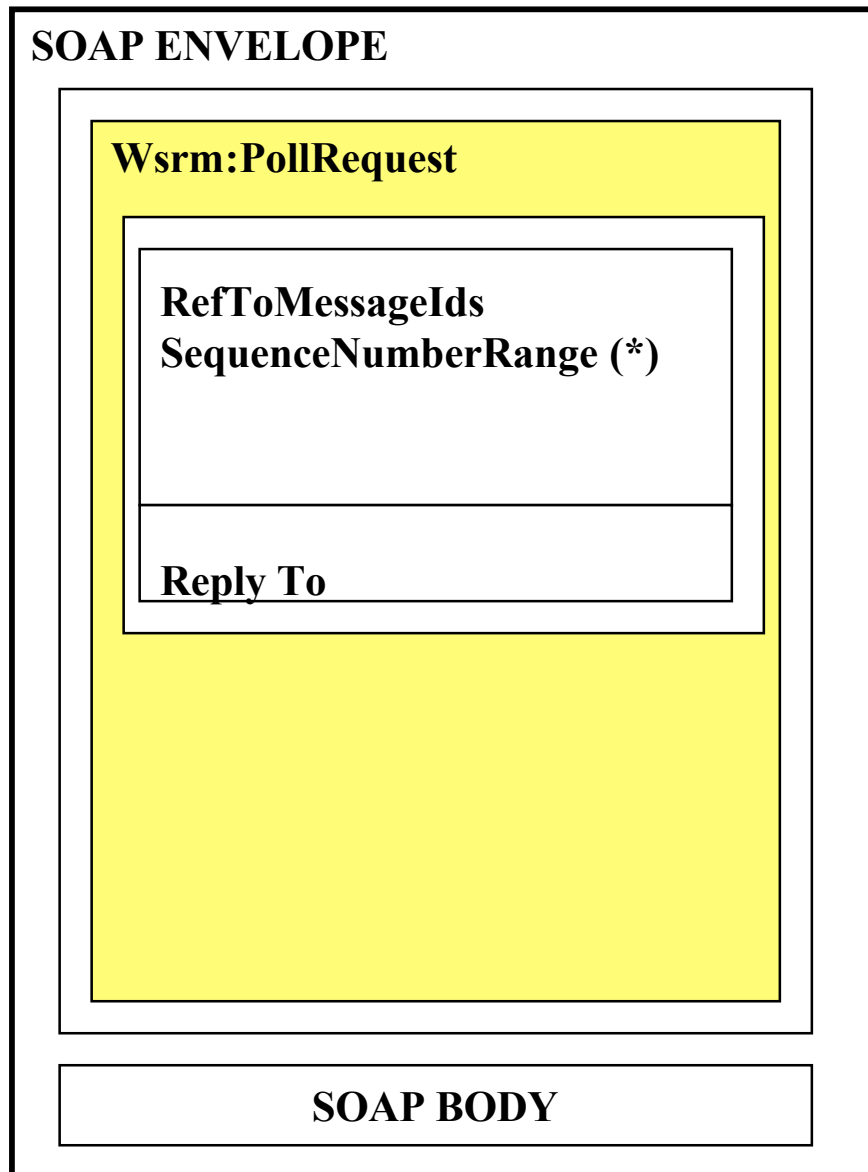 SOAP ENVELOPE
Wsrm:PollRequest
RefToMessageIds
SequenceNumberRange (*)
Reply To
SOAP BODY